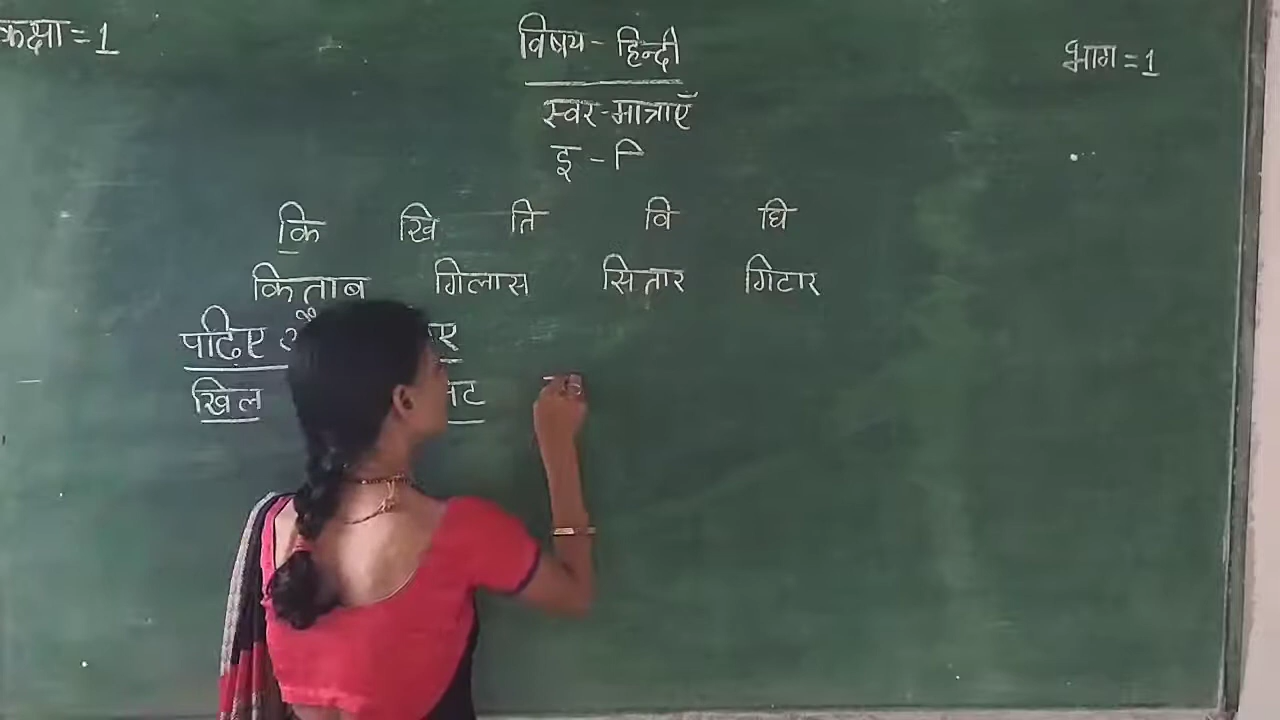 कक्षा = 1
विषय - हिन्दी
भाग = 1
स्वर - मात्राएँ
इ - ि
कि खि ति वि घि
किताब गिलास सितार गिटार
पढ़िए
खिल